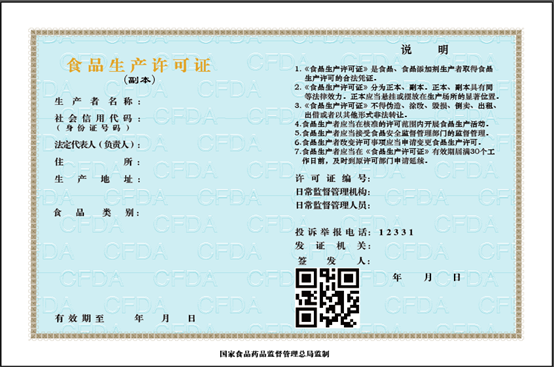 食品生产许可证
(副本)
生产者名称：
社会信用代码：
(身份证号码)
法定代表人(负责人)：
住所：
生产地址：
食品类别：
有效期至 年 月 日
说 明
1.《食品生产许可证》是食品、食品添加剂生产者取得食品
生产许可的合法凭证。
2.《食品生产许可证》分为正本、副本。正本、副本具有同
等法律效力。正本应当悬挂或摆放在生产场所的显著位置。
3.《食品生产许可证》不得伪造、涂改、毁损、倒卖、出租、
出借或者以其他形式非法转让。
4.食品生产者应当在核准的许可范围内开展食品生产活动。
5.食品生产者应当接受食品安全监督管理部门的监督管理。
6.食品生产者改变许可事项应当申请变更食品生产许可。
7.食品生产者应当在《食品生产许可证》有效期届满30个工
作日前，及时到原许可部门申请延续。
许可证编号：
日常监督管理机构：
日常监督管理人员：
投诉举报电话：12331
发证机关：
签发人：
年 月 日
国家食品药品监督管理总局监制